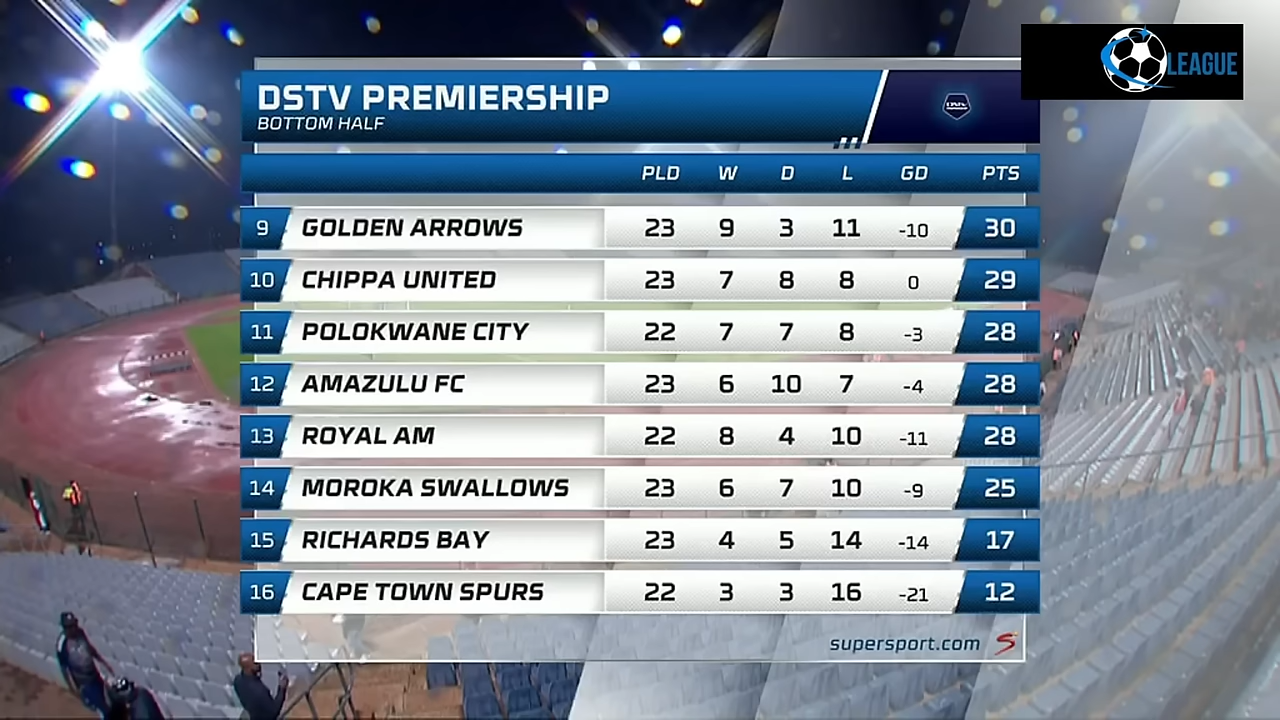 LEAGUE
DSTV PREMIERSHIP
BOTTOM HALF
PLD W D L GD PTS
9 GOLDEN ARROWS 23 9 3 11 -10 30
10 CHIPPA UNITED 23 7 8 8 0 29
11 POLOKWANE CITY 22 7 7 8 -3 28
12 AMAZULU FC 23 6 10 7 -4 28
13 ROYAL AM 22 8 4 10 -11 28
14 MOROKA SWALLOWS 23 6 7 10 -9 25
15 RICHARDS BAY 23 4 5 14 -14 17
16 CAPE TOWN SPURS 22 3 3 16 -21 12
supersport.com